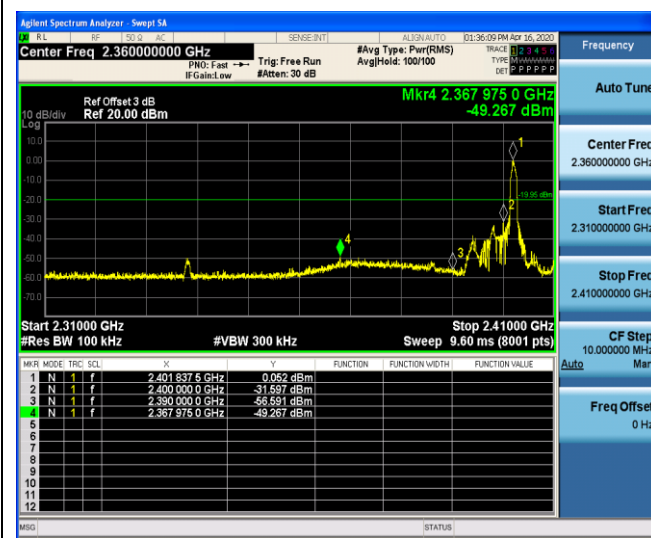 Agilent Spectrum Analyzer - Swept SA
RL RF 50 Ω AC SENSE:INT ALIGNAUTO 01:36:09 PM Apr 16, 2020
Center Freq 2.360000000 GHz
#Avg Type: Pwr(RMS)
TRACE 1 2 3 4 5 6
PNO: Fast
Trig: Free Run
Avg|Hold: 100/100
TYPE M
IFGain:Low
#Atten: 30 dB
DET P P P P P P
Mkr4 2.367 975 0 GHz
-49.267 dBm
Ref Offset 3 dB
10 dB/div Ref 20.00 dBm
Log
10.0
0.00
-10.0
-20.0
-30.0
-40.0
-50.0
-60.0
-70.0
1
-19.95 dBm
2
4
3
Start 2.31000 GHz Stop 2.41000 GHz
#Res BW 100 kHz #VBW 300 kHz Sweep 9.60 ms (8001 pts)
MKR MODE TRC SCL X Y FUNCTION FUNCTION WIDTH FUNCTION VALUE
1 N 1 f 2.401 837 5 GHz 0.052 dBm
2 N 1 f 2.400 000 0 GHz -31.597 dBm
3 N 1 f 2.390 000 0 GHz -56.591 dBm
4 N 1 f 2.367 975 0 GHz -49.267 dBm
5
6
7
8
9
10
11
12
MSG STATUS
Frequency
Auto Tune
Center Freq
2.360000000 GHz
Start Freq
2.310000000 GHz
Stop Freq
2.410000000 GHz
CF Step
10.000000 MHz
Auto Man
Freq Offset
0 Hz